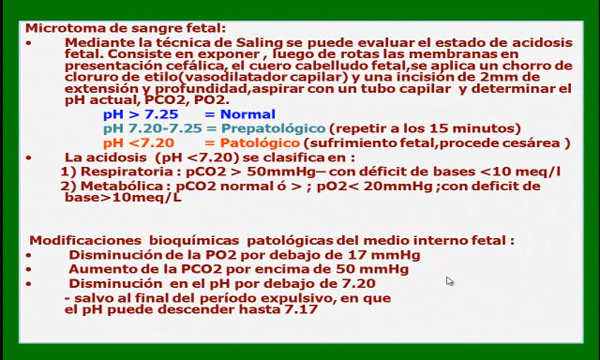 Microtoma de sangre fetal:
• Mediante la técnica de Saling se puede evaluar el estado de acidosis
fetal. Consiste en exponer , luego de rotas las membranas en
presentación cefálica, el cuero cabelludo fetal,se aplica un chorro de
cloruro de etilo(vasodilatador capilar) y una incisión de 2mm de
extensión y profundidad,aspirar con un tubo capilar y determinar el
pH actual, PCO2, PO2.
pH > 7.25 = Normal
pH 7.20-7.25 = Prepatológico (repetir a los 15 minutos)
pH <7.20 = Patológico (sufrimiento fetal,procede cesárea )
• La acidosis (pH <7.20) se clasifica en :
1) Respiratoria : pCO2 > 50mmHg— con déficit de bases <10 meq/l
2) Metabólica : pCO2 normal ó > ; pO2< 20mmHg ;con deficit de
base>10meq/L
Modificaciones bioquímicas patológicas del medio interno fetal :
• Disminución de la PO2 por debajo de 17 mmHg
• Aumento de la PCO2 por encima de 50 mmHg
• Disminución en el pH por debajo de 7.20
- salvo al final del período expulsivo, en que
el pH puede descender hasta 7.17